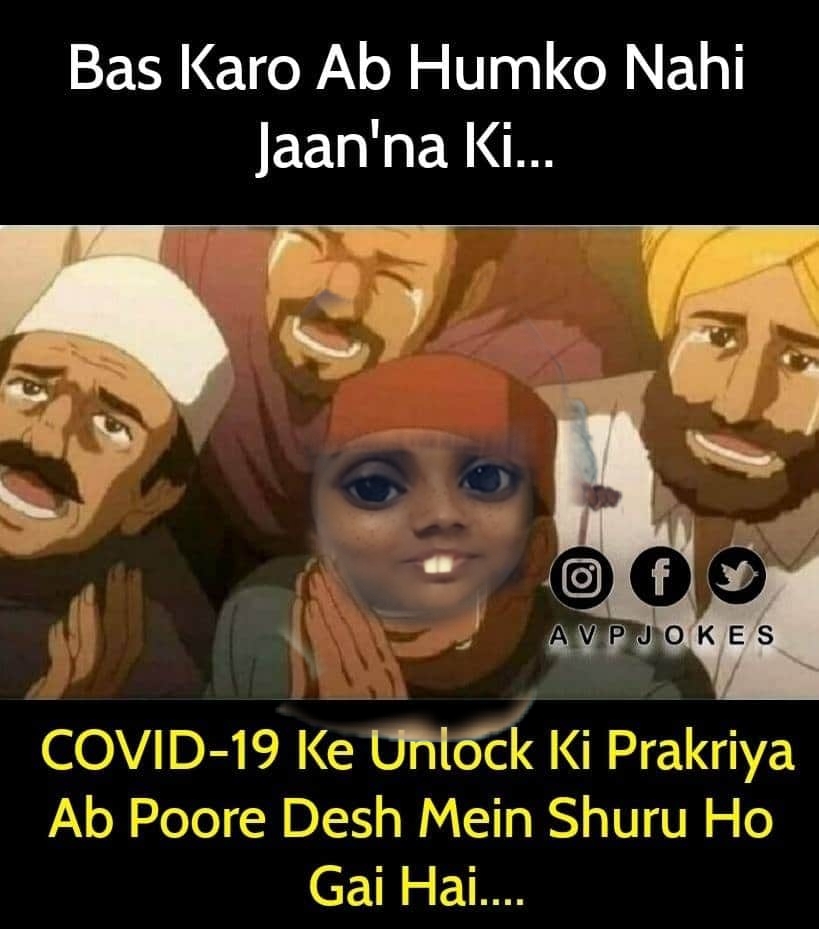 Bas Karo Ab Humko Nahi
Jaan'na Ki...
AVPJOKES
COVID-19 Ke Unlock Ki Prakriya
Ab Poore Desh Mein Shuru Ho
Gai Hai....